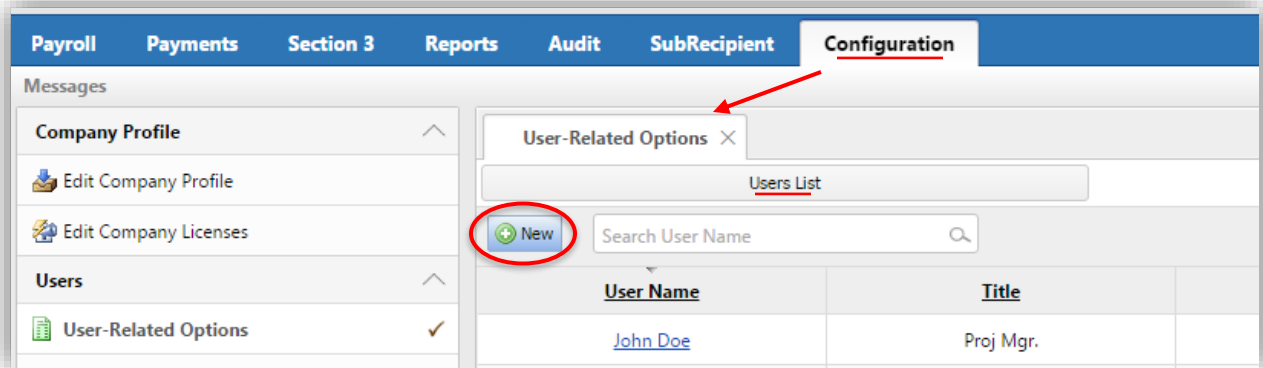 Payroll Payments Section 3 Reports Audit SubRecipient Configuration
Messages
Company Profile
Edit Company Profile
Edit Company Licenses
Users
User-Related Options
User-Related Options
Users List
New Search User Name
User Name Title
John Doe Proj Mgr.